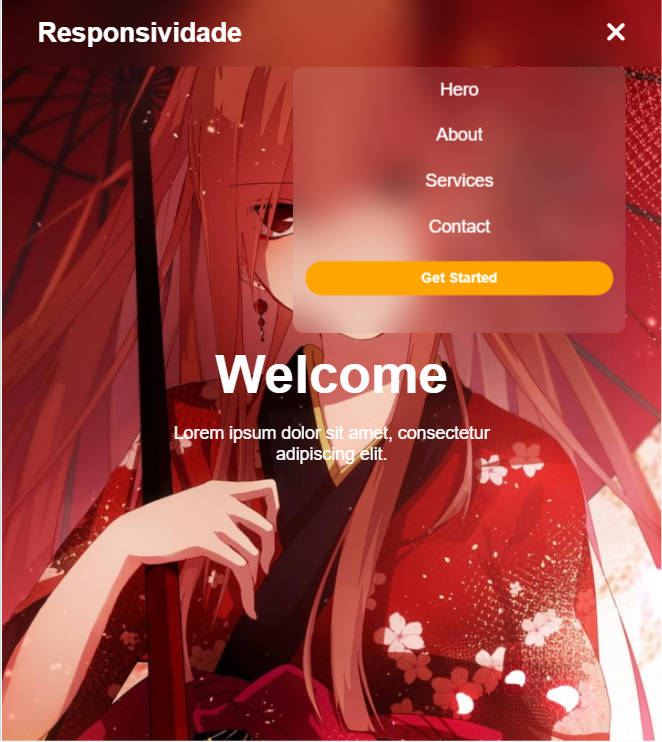 Responsividade
Hero
About
Services
Contact
Get Started
Welcome
Lorem ipsum dolor sit amet, consectetur
adipiscing elit.